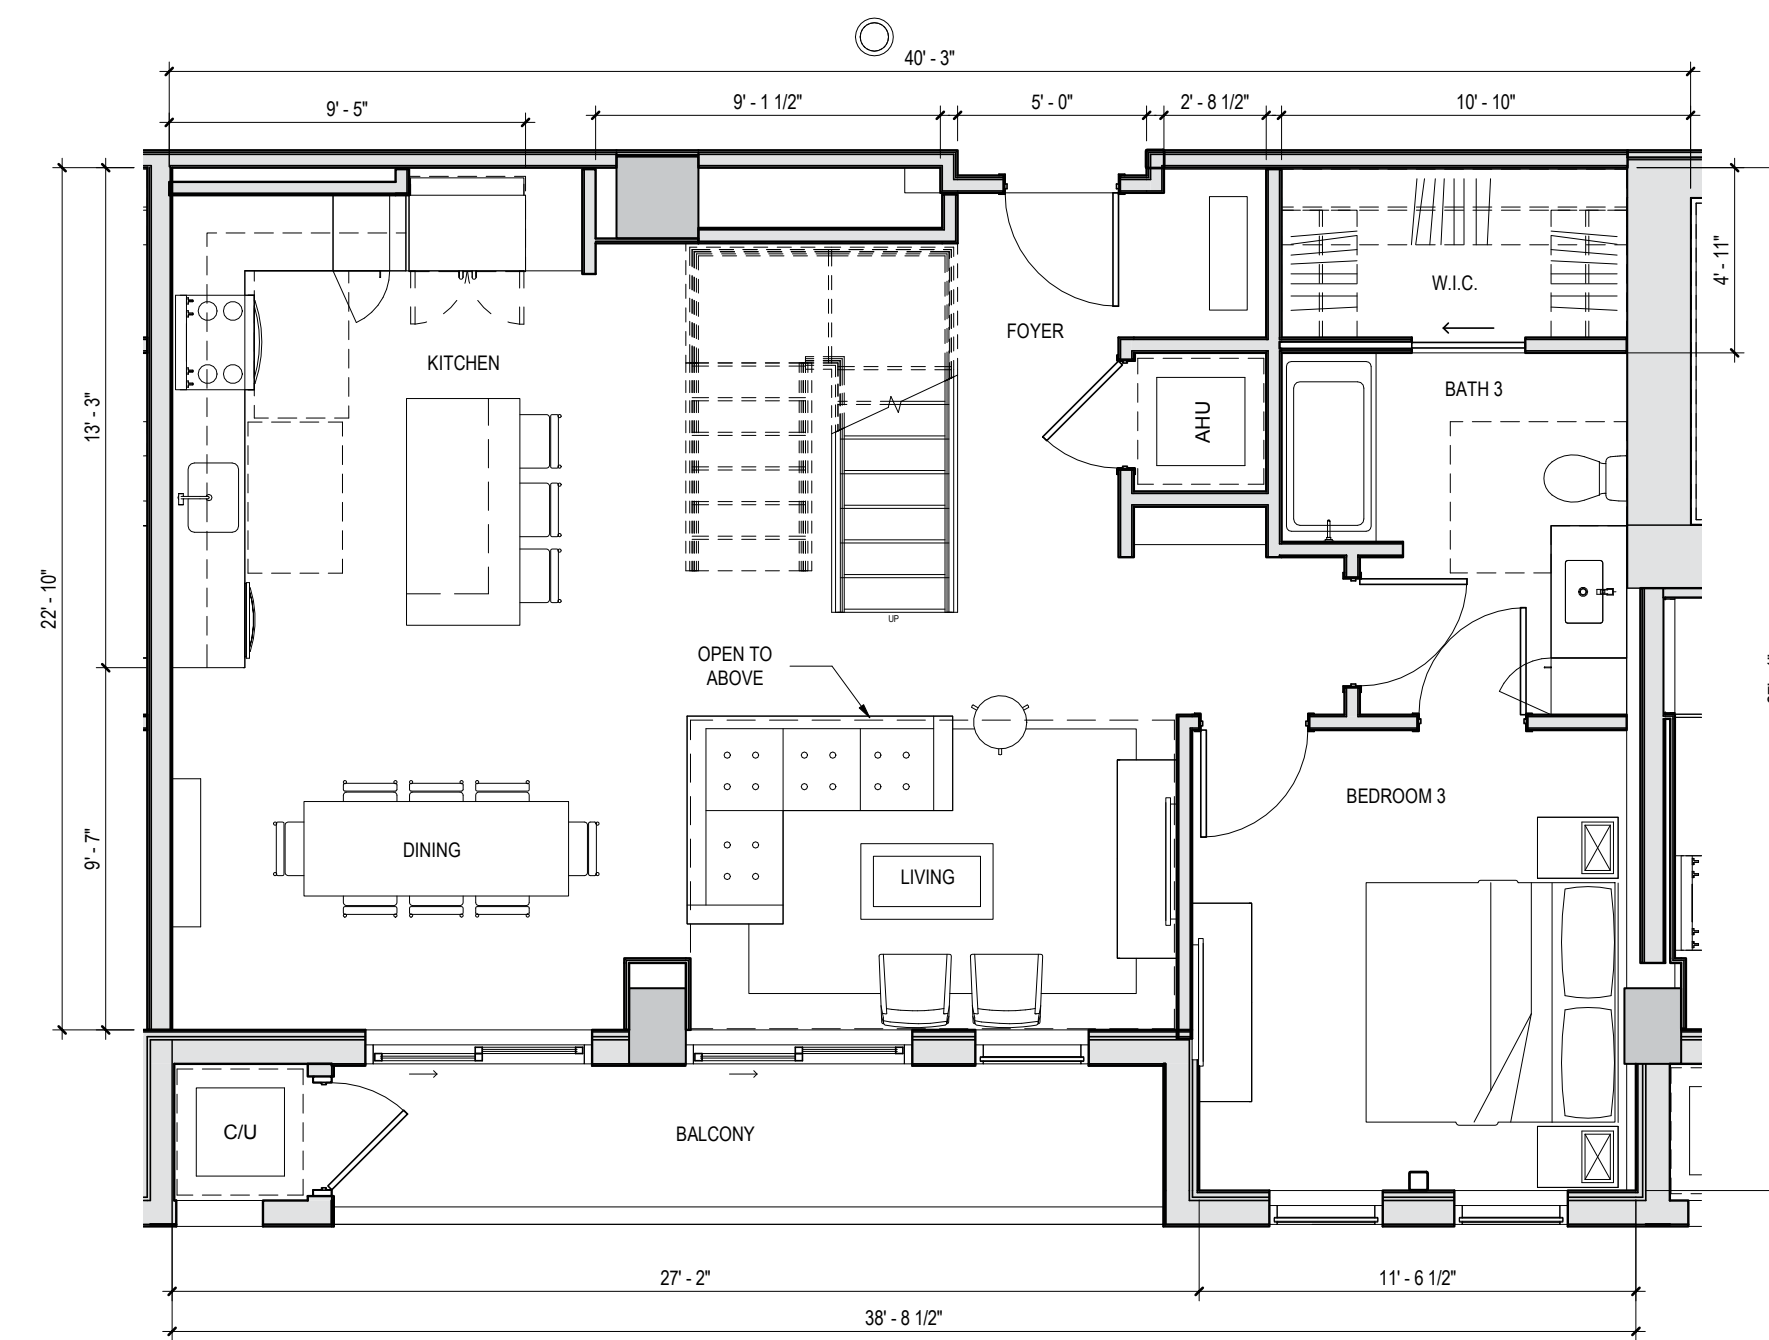 40' - 3"
9' - 5"
9' - 1 1/2"
5' - 0"
2' - 8 1/2"
10' - 10"
4' - 11"
W.I.C.
FOYER
KITCHEN
BATH 3
13' - 3"
AHU
22' - 10"
UP
OPEN TO
ABOVE
BEDROOM 3
9' - 7"
DINING
LIVING
C/U
BALCONY
27' - 2"
11' - 6 1/2"
38' - 8 1/2"